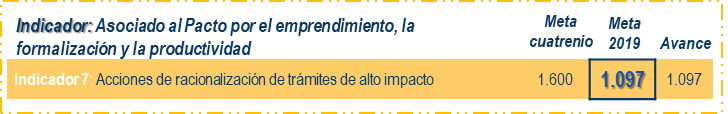 Indicador: Asociado al Pacto por el emprendimiento, la
formalización y la productividad
Meta
cuatrenio
Meta
2019
Avance
Indicador 7: Acciones de racionalización de trámites de alto impacto 1.600 1.097 1.097